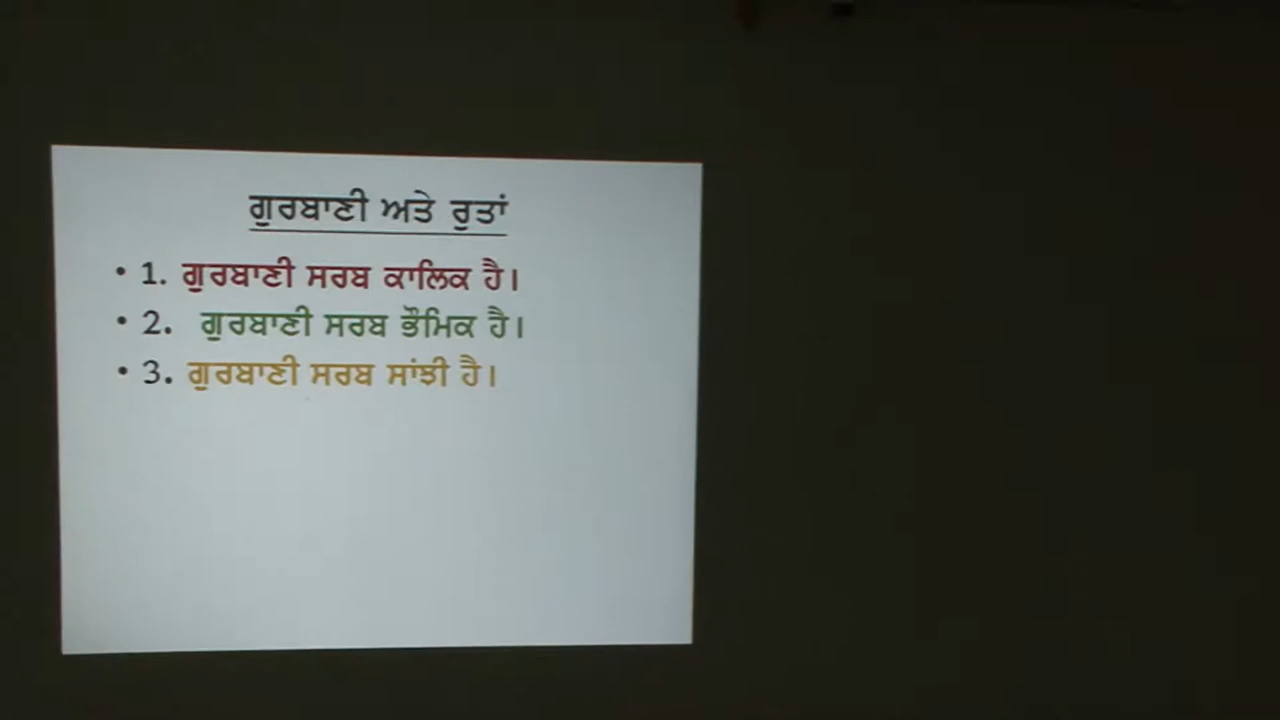 ਗੁਰਬਾਣੀ ਅਤੇ ਰੁਤਾਂ
• 1. ਗੁਰਬਾਣੀ ਸਰਬ ਕਾਲਿਕ ਹੈ।
• 2. ਗੁਰਬਾਣੀ ਸਰਬ ਭੌਮਿਕ ਹੈ।
• 3. ਗੁਰਬਾਣੀ ਸਰਬ ਸਾਂਝੀ ਹੈ।